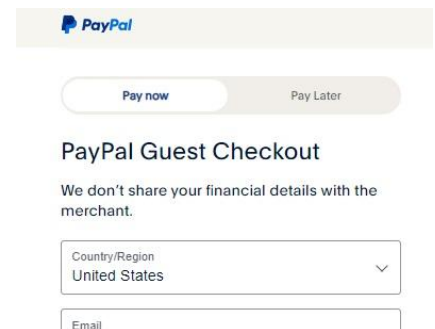 PayPal
Pay now
Pay Later
PayPal Guest Checkout
We don’t share your financial details with the
merchant.
Country/Region
United States
Email